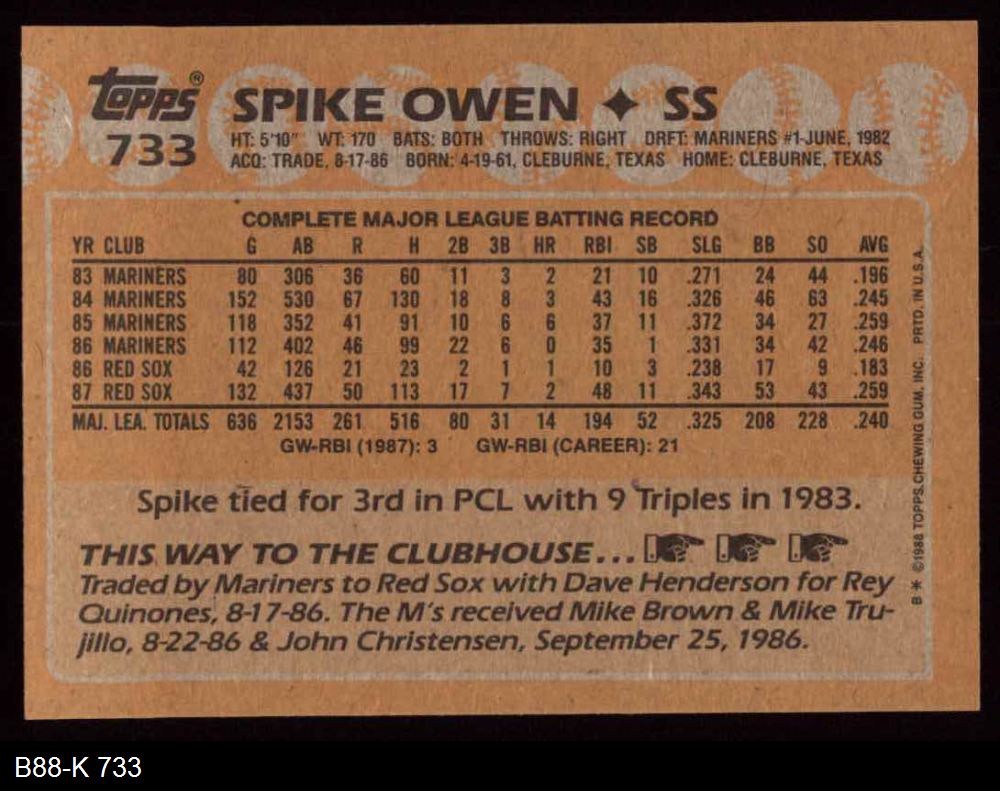 topps®
733
SPIKE OWEN ✦ SS
HT: 5'10" WT: 170 BATS: BOTH THROWS: RIGHT DRFT: MARINERS #1-JUNE, 1982
ACQ: TRADE, 8-17-86 BORN: 4-19-61, CLEBURNE, TEXAS HOME: CLEBURNE, TEXAS
COMPLETE MAJOR LEAGUE BATTING RECORD
YR CLUB G AB R H 2B 3B HR RBI SB SLG BB SO AVG
83 MARINERS 80 306 36 60 11 3 2 21 10 .271 24 44 .196
84 MARINERS 152 530 67 130 18 8 3 43 16 .326 46 63 .245
85 MARINERS 118 352 41 91 10 6 6 37 11 .372 34 27 .259
86 MARINERS 112 402 46 99 22 6 0 35 1 .331 34 42 .246
86 RED SOX 42 126 21 23 2 1 1 10 3 .238 17 9 .183
87 RED SOX 132 437 50 113 17 7 2 48 11 .343 53 43 .259
MAJ. LEA. TOTALS 636 2153 261 516 80 31 14 194 52 .325 208 228 .240
GW-RBI (1987): 3 GW-RBI (CAREER): 21
Spike tied for 3rd in PCL with 9 Triples in 1983.
THIS WAY TO THE CLUBHOUSE...
Traded by Mariners to Red Sox with Dave Henderson for Rey
Quinones, 8-17-86. The M's received Mike Brown & Mike Tru-
jillo, 8-22-86 & John Christensen, September 25, 1986.
B * ©1988 TOPPS CHEWING GUM, INC. PRTD. IN U.S.A.
B88-K 733